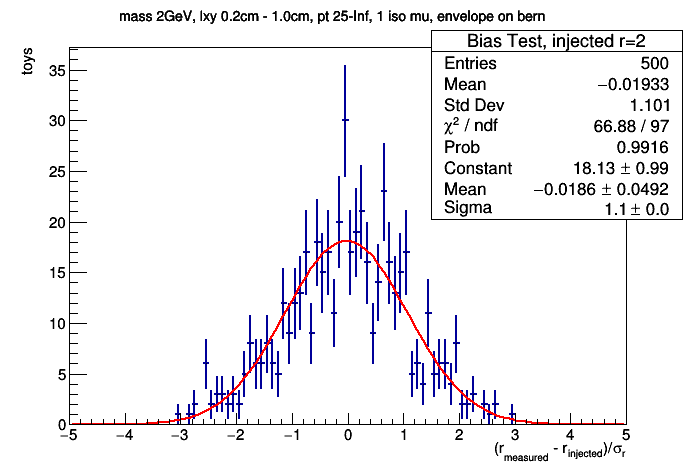 mass 2GeV, lxy 0.2cm - 1.0cm, pt 25-Inf, 1 iso mu, envelope on bern
Bias Test, injected r=2
Entries 500
Mean −0.01933
Std Dev 1.101
χ² / ndf 66.88 / 97
Prob 0.9916
Constant 18.13 ± 0.99
Mean −0.0186 ± 0.0492
Sigma 1.1 ± 0.0
toys
35
30
25
20
15
10
5
0
−5 −4 −3 −2 −1 0 1 2 3 4 5
(r_measured - r_injected)/σ_r